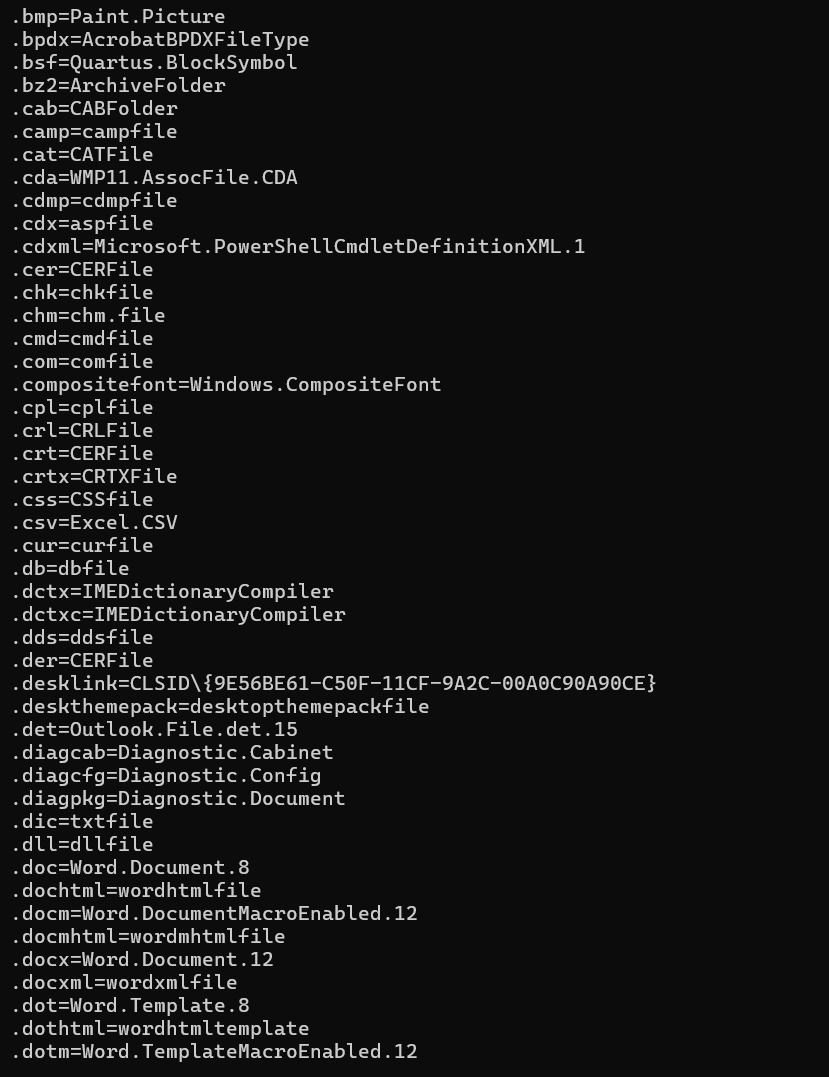 .bmp=Paint.Picture
.bpdx=AcrobatBPDXFileType
.bsf=Quartus.BlockSymbol
.bz2=ArchiveFolder
.cab=CABFolder
.camp=campfile
.cat=CATFile
.cda=WMP11.AssocFile.CDA
.cdmp=cdmpfile
.cdx=aspfile
.cdxml=Microsoft.PowerShellCmdletDefinitionXML.1
.cer=CERFile
.chk=chkfile
.chm=chm.file
.cmd=cmdfile
.com=comfile
.compositefont=Windows.CompositeFont
.cpl=cplfile
.crl=CRLFile
.crt=CERFile
.crtx=CRTXFile
.css=CSSfile
.csv=Excel.CSV
.cur=curfile
.db=dbfile
.dctx=IMEDictionaryCompiler
.dctxc=IMEDictionaryCompiler
.dds=ddsfile
.der=CERFile
.desklink=CLSID\{9E56BE61-C50F-11CF-9A2C-00A0C90A90CE}
.deskthemepack=desktopthemepackfile
.det=Outlook.File.det.15
.diagcab=Diagnostic.Cabinet
.diagcfg=Diagnostic.Config
.diagpkg=Diagnostic.Document
.dic=txtfile
.dll=dllfile
.doc=Word.Document.8
.dochtml=wordhtmlfile
.docm=Word.DocumentMacroEnabled.12
.docmhtml=wordmhtmlfile
.docx=Word.Document.12
.docxml=wordxmlfile
.dot=Word.Template.8
.dothtml=wordhtmltemplate
.dotm=Word.TemplateMacroEnabled.12